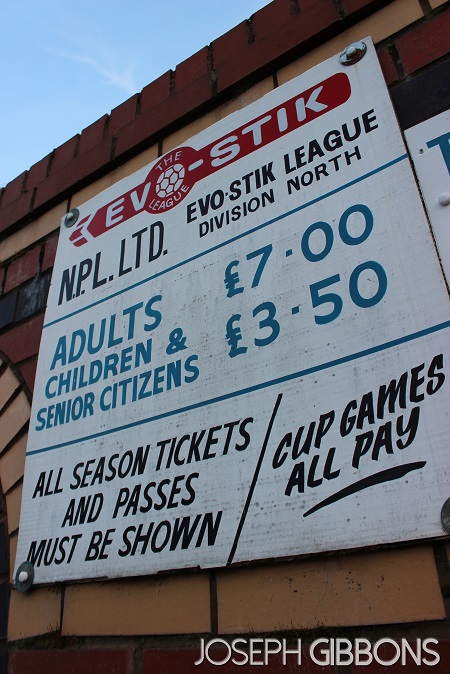 THE
EVO-STIK
LEAGUE
N.P.L. LTD.
EVO-STIK LEAGUE
DIVISION NORTH
ADULTS £7.00
CHILDREN &
SENIOR CITIZENS £3.50
ALL SEASON TICKETS
AND PASSES
MUST BE SHOWN
CUP GAMES
ALL PAY
JOSEPH GIBBONS